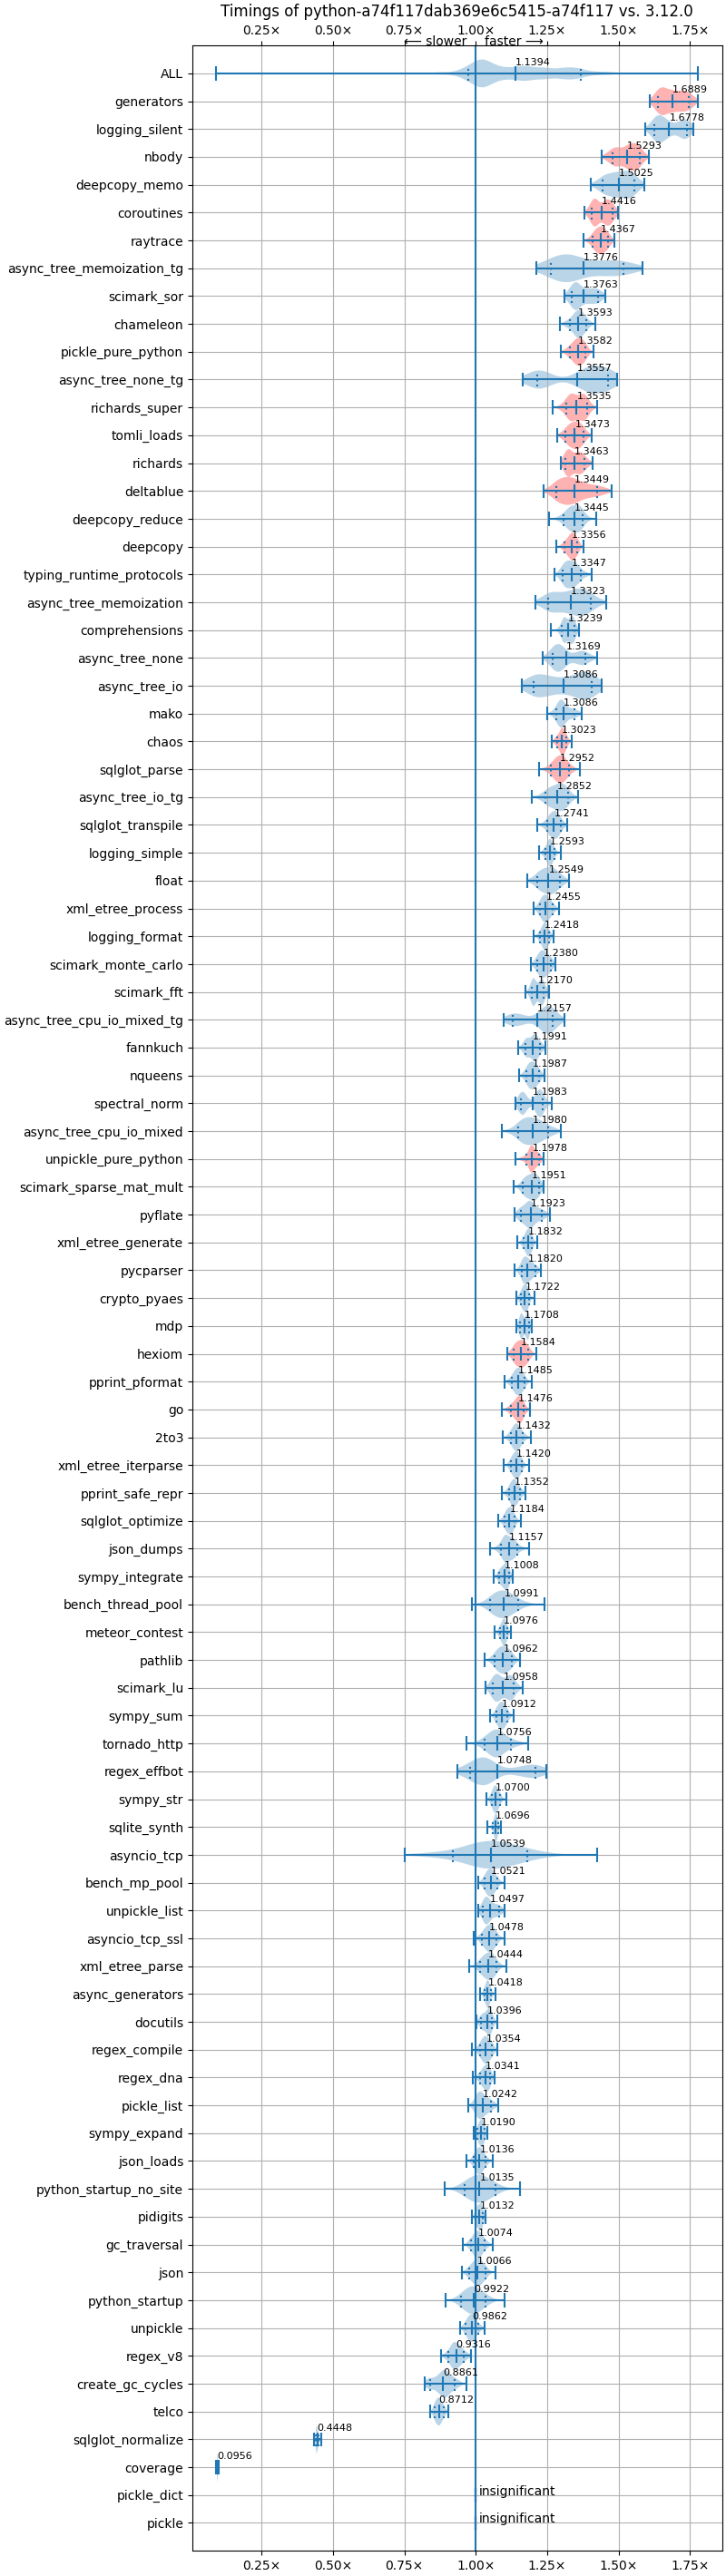 Timings of python-a74f117dab369e6c5415-a74f117 vs. 3.12.0
0.25× 0.50× 0.75× 1.00× 1.25× 1.50× 1.75×
⟵ slower faster ⟶
ALL 1.1394
generators 1.6889
logging_silent 1.6778
nbody 1.5293
deepcopy_memo 1.5025
coroutines 1.4416
raytrace 1.4367
async_tree_memoization_tg 1.3776
scimark_sor 1.3763
chameleon 1.3593
pickle_pure_python 1.3582
async_tree_none_tg 1.3557
richards_super 1.3535
tomli_loads 1.3473
richards 1.3463
deltablue 1.3449
deepcopy_reduce 1.3445
deepcopy 1.3356
typing_runtime_protocols 1.3347
async_tree_memoization 1.3323
comprehensions 1.3239
async_tree_none 1.3169
async_tree_io 1.3086
mako 1.3086
chaos 1.3023
sqlglot_parse 1.2952
async_tree_io_tg 1.2852
sqlglot_transpile 1.2741
logging_simple 1.2593
float 1.2549
xml_etree_process 1.2455
logging_format 1.2418
scimark_monte_carlo 1.2380
scimark_fft 1.2170
async_tree_cpu_io_mixed_tg 1.2157
fannkuch 1.1991
nqueens 1.1987
spectral_norm 1.1983
async_tree_cpu_io_mixed 1.1980
unpickle_pure_python 1.1978
scimark_sparse_mat_mult 1.1951
pyflate 1.1923
xml_etree_generate 1.1832
pycparser 1.1820
crypto_pyaes 1.1722
mdp 1.1708
hexiom 1.1584
pprint_pformat 1.1485
go 1.1476
2to3 1.1432
xml_etree_iterparse 1.1420
pprint_safe_repr 1.1352
sqlglot_optimize 1.1184
json_dumps 1.1157
sympy_integrate 1.1008
bench_thread_pool 1.0991
meteor_contest 1.0976
pathlib 1.0962
scimark_lu 1.0958
sympy_sum 1.0912
tornado_http 1.0756
regex_effbot 1.0748
sympy_str 1.0700
sqlite_synth 1.0696
asyncio_tcp 1.0539
bench_mp_pool 1.0521
unpickle_list 1.0497
asyncio_tcp_ssl 1.0478
xml_etree_parse 1.0444
async_generators 1.0418
docutils 1.0396
regex_compile 1.0354
regex_dna 1.0341
pickle_list 1.0242
sympy_expand 1.0190
json_loads 1.0136
python_startup_no_site 1.0135
pidigits 1.0132
gc_traversal 1.0074
json 1.0066
python_startup 0.9922
unpickle 0.9862
regex_v8 0.9316
create_gc_cycles 0.8861
telco 0.8712
sqlglot_normalize 0.4448
coverage 0.0956
pickle_dict insignificant
pickle insignificant
0.25× 0.50× 0.75× 1.00× 1.25× 1.50× 1.75×